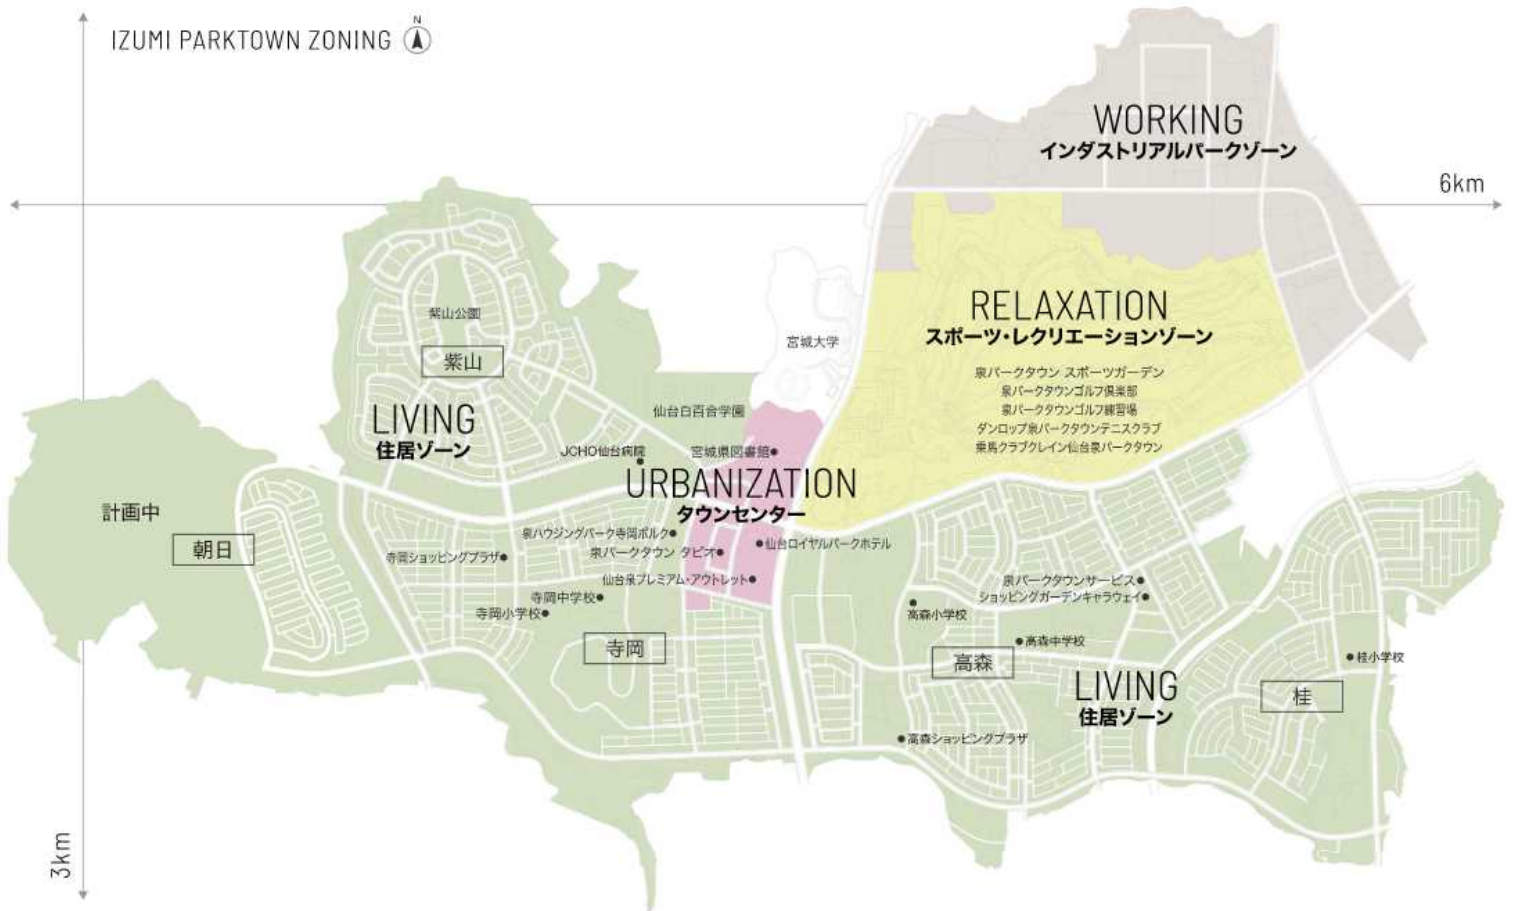 IZUMI PARKTOWN ZONING
N
WORKING
インダストリアルパークゾーン
6km
RELAXATION
スポーツ・レクリエーションゾーン
泉パークタウン スポーツガーデン
泉パークタウンゴルフ倶楽部
泉パークタウンゴルフ練習場
ダンロップ泉パークタウンテニスクラブ
乗馬クラブクレイン仙台泉パークタウン
紫山公園
紫山
宮城大学
LIVING
住居ゾーン
仙台白百合学園
JCHO仙台病院
宮城県図書館
URBANIZATION
タウンセンター
計画中
朝日
泉ハウジングパーク寺岡ポルク
寺岡ショッピングプラザ
泉パークタウン タピオ
仙台ロイヤルパークホテル
仙台泉プレミアム・アウトレット
寺岡中学校
寺岡小学校
寺岡
泉パークタウンサービス
ショッピングガーデンキャラウェイ
高森小学校
高森中学校
高森
桂小学校
LIVING
住居ゾーン
桂
高森ショッピングプラザ
3km